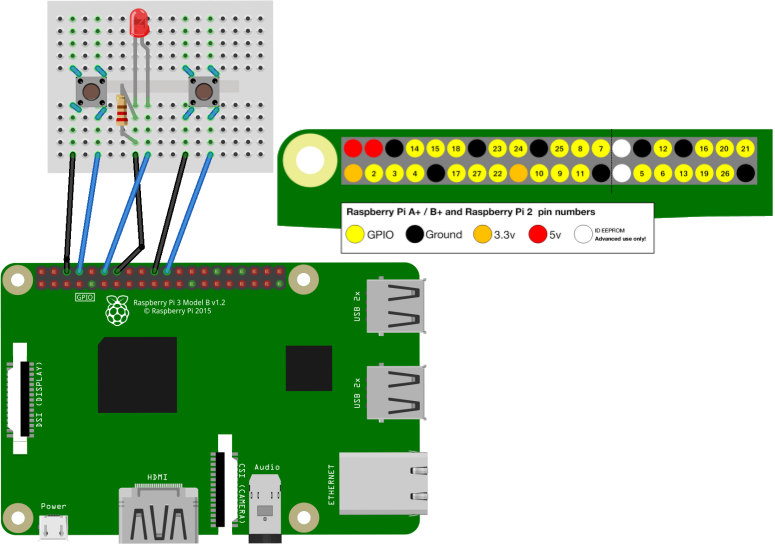 14 15 18 23 24 25 8 7 12 16 20 21
2 3 4 17 27 22 10 9 11 5 6 13 19 26
Raspberry Pi A+ / B+ and Raspberry Pi 2 pin numbers
GPIO Ground 3.3v 5v ID EEPROM
Advanced use only!
GPIO
Raspberry Pi 3 Model B v1.2
© Raspberry Pi 2015
USB 2x
USB 2x
DSI (DISPLAY)
ETHERNET
CSI (CAMERA)
Audio
HDMI
Power